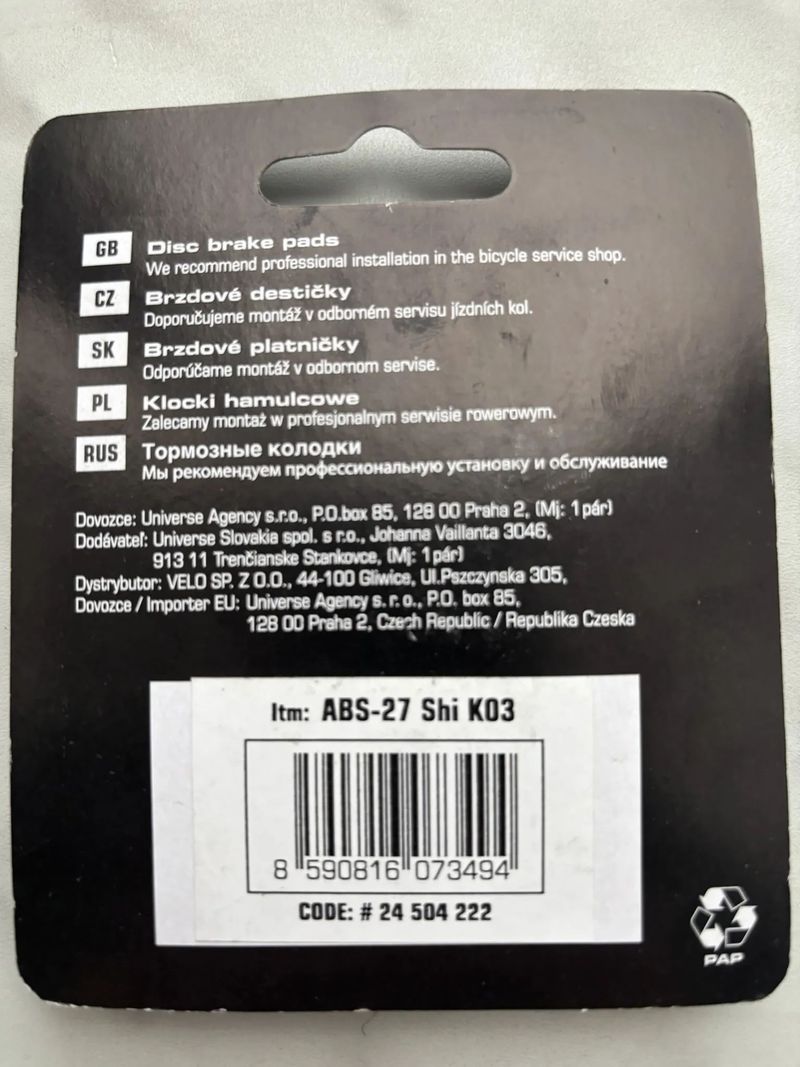 GB Disc brake pads
We recommend professional installation in the bicycle service shop.
CZ Brzdové destičky
Doporučujeme montáž v odborném servisu jízdních kol.
SK Brzdové platničky
Odporúčame montáž v odbornom servise.
PL Klocki hamulcowe
Zalecamy montaż w profesjonalnym serwisie rowerowym.
RUS Тормозные колодки
Мы рекомендуем профессиональную установку и обслуживание
Dovozce: Universe Agency s.r.o., P.O.box 85, 128 00 Praha 2, (Mj: 1pár)
Dodávateľ: Universe Slovakia spol. s r.o., Johanna Vaillanta 3046,
913 11 Trenčianske Stankovce, (Mj: 1pár)
Dystrybutor: VELO SP. Z O.O., 44-100 Gliwice, Ul.Pszczynska 305,
Dovozce / Importer EU: Universe Agency s. r. o., P.O. box 85,
128 00 Praha 2, Czech Republic / Republika Czeska
Itm: ABS-27 Shi K03
8 590816 073494
CODE: # 24 504 222
PAP